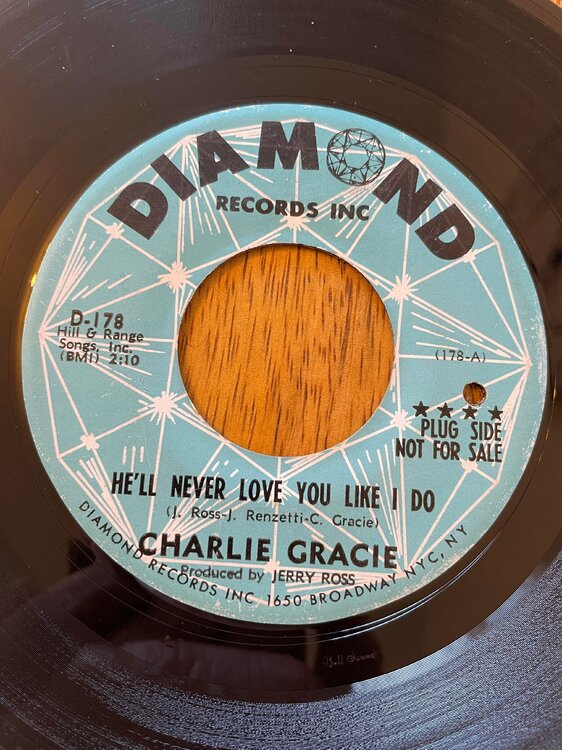 DIAMOND
RECORDS INC
D-178
Hill & Range
Songs, Inc.
(BMI) 2:10
(178-A)
★ ★ ★ ★
PLUG SIDE
NOT FOR SALE
HE'LL NEVER LOVE YOU LIKE I DO
(J. Ross-J. Renzetti-C. Gracie)
CHARLIE GRACIE
Produced by JERRY ROSS
DIAMOND RECORDS INC. 1650 BROADWAY NYC, NY
Bell Sound